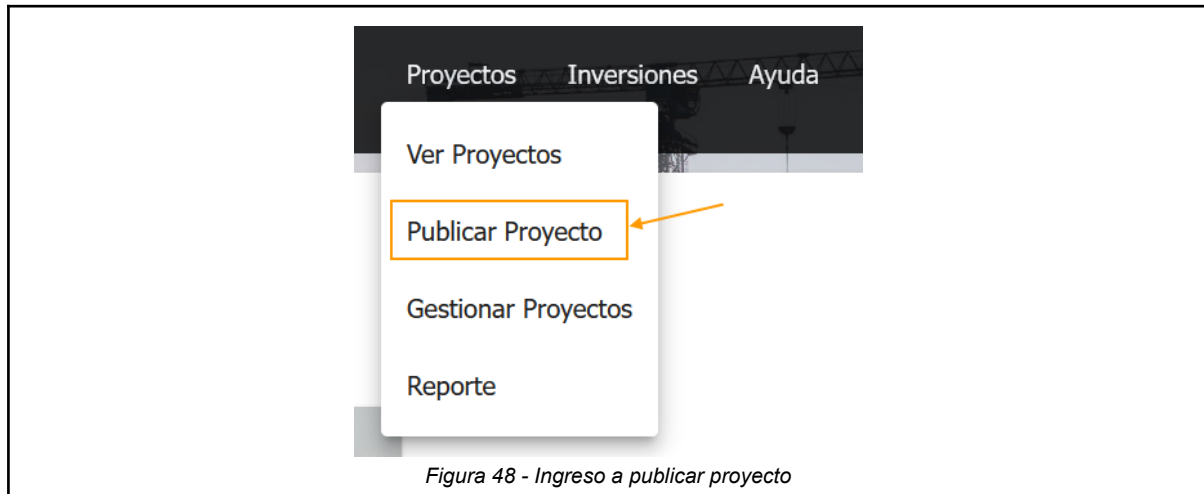 Proyectos Inversiones Ayuda
Ver Proyectos
Publicar Proyecto
Gestionar Proyectos
Reporte
Figura 48 - Ingreso a publicar proyecto